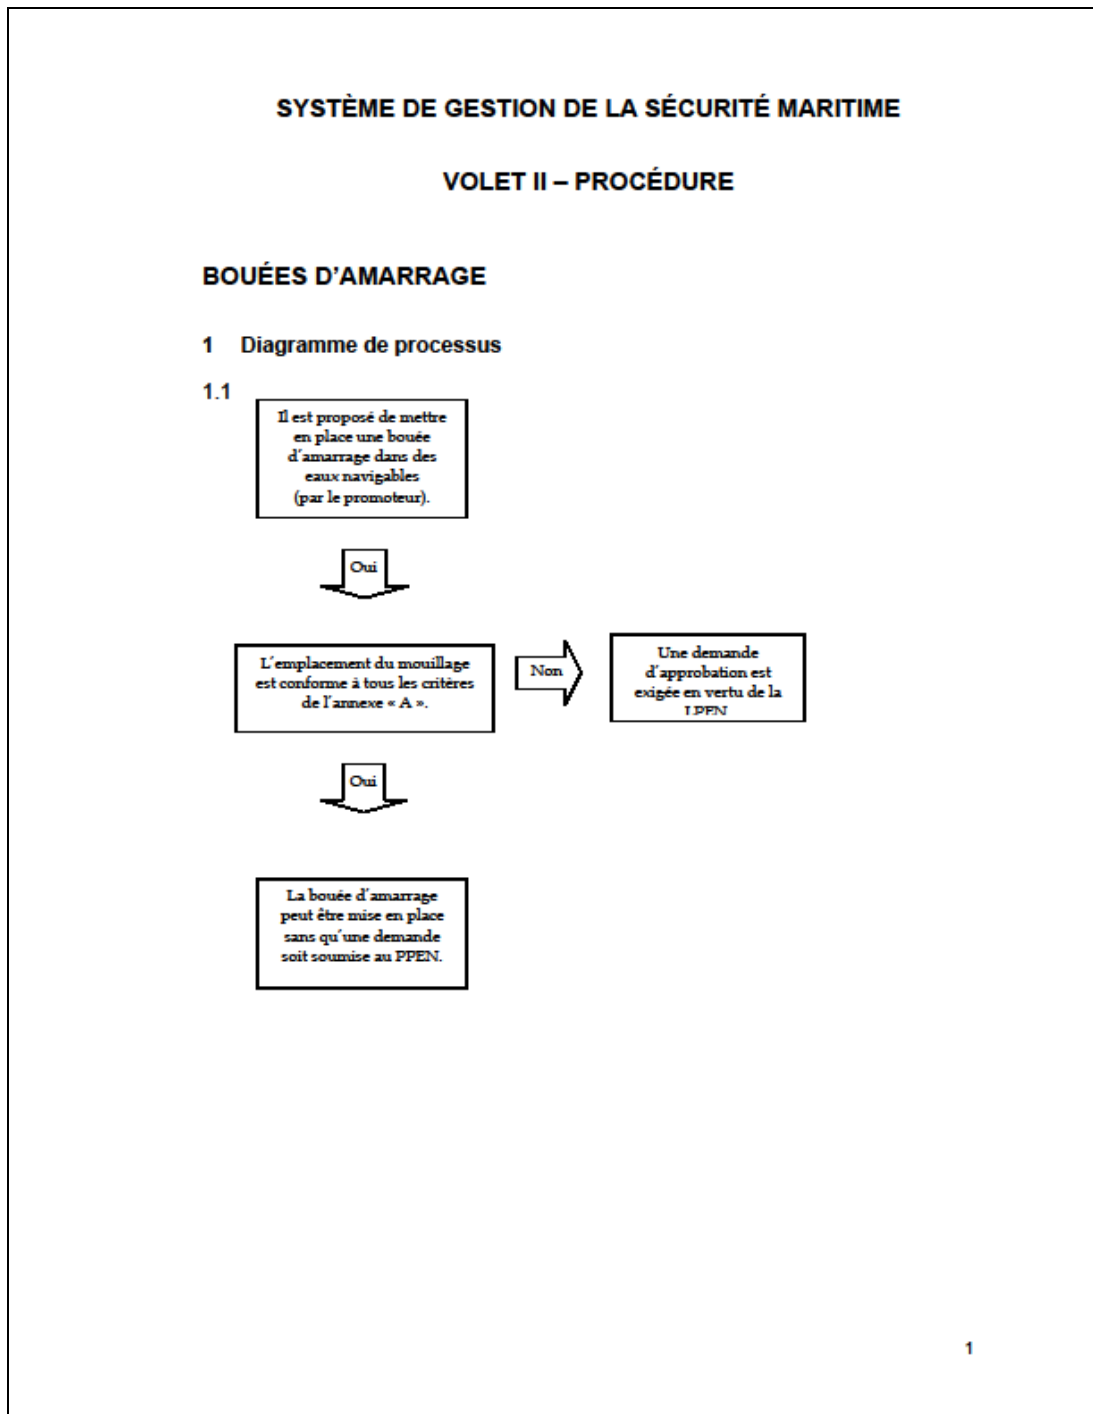 SYSTÈME DE GESTION DE LA SÉCURITÉ MARITIME
VOLET II – PROCÉDURE
BOUÉES D'AMARRAGE
1 Diagramme de processus
1.1
Il est proposé de mettre
en place une bouée
d'amarrage dans des
eaux navigables
(par le promoteur).
Oui
L'emplacement du mouillage
est conforme à tous les critères
de l'annexe « A ».
Non
Une demande
d'approbation est
exigée en vertu de la
LPEN
Oui
La bouée d'amarrage
peut être mise en place
sans qu'une demande
soit soumise au PPEN.
1